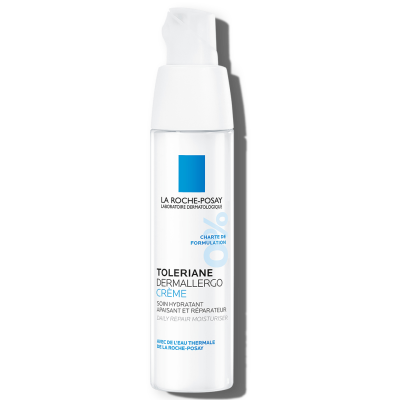 LA ROCHE-POSAY
LABORATOIRE DERMATOLOGIQUE
0%
CHARTE DE
FORMULATION
TOLERIANE
DERMALLERGO
CRÈME
SOIN HYDRATANT
APAISANT ET RÉPARATEUR
DAILY REPAIR MOISTURISER
AVEC DE L'EAU THERMALE
DE LA ROCHE-POSAY